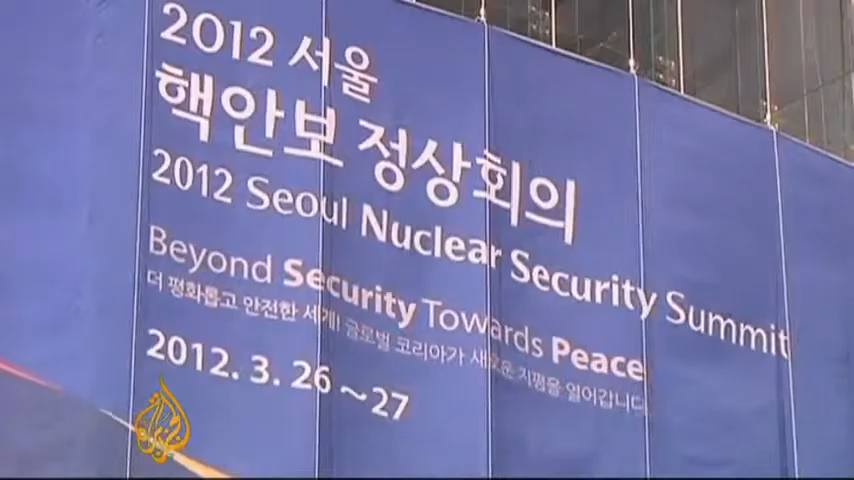 2012 서울
핵안보 정상회의
2012 Seoul Nuclear Security Summit
Beyond Security Towards Peace
더 평화롭고 안전한 세계! 글로벌 코리아가 새로운 지평을 열어갑니다
2012. 3. 26 ~ 27
الجزيرة